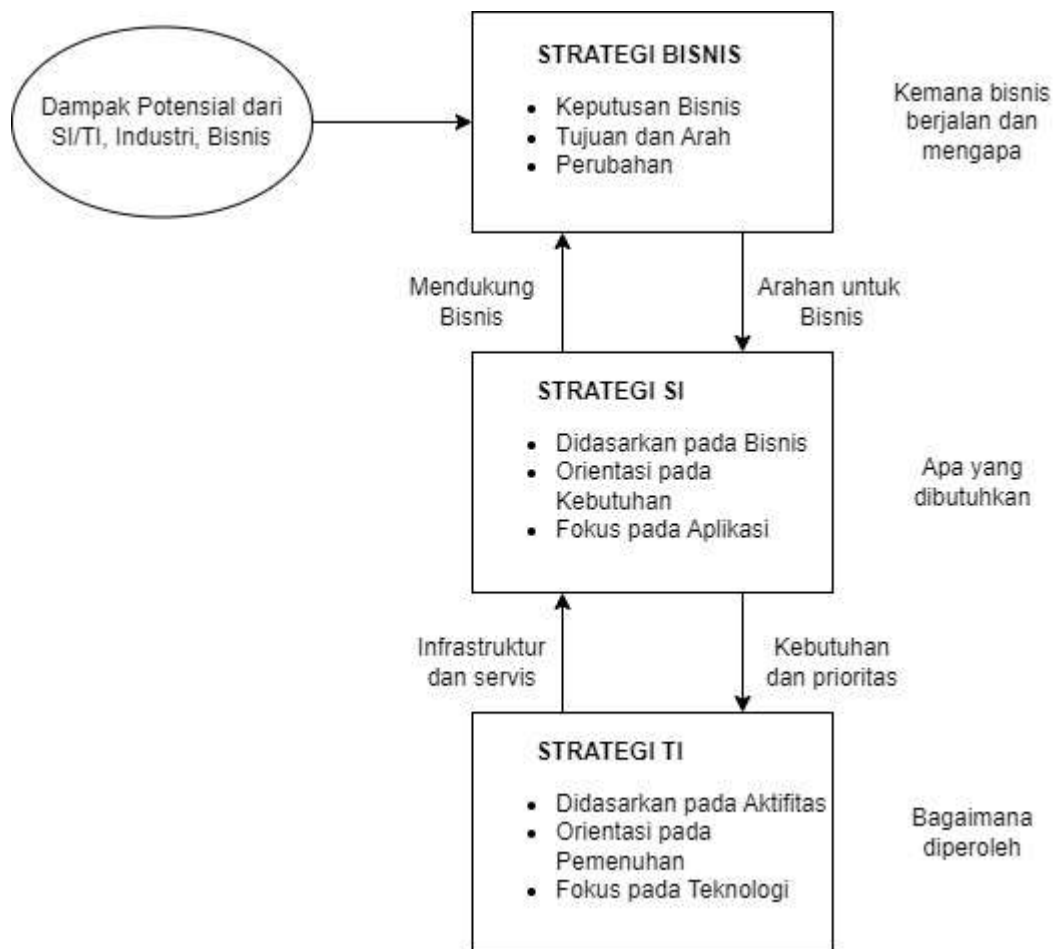 Dampak Potensial dari
SI/TI, Industri, Bisnis
STRATEGI BISNIS
• Keputusan Bisnis
• Tujuan dan Arah
• Perubahan
Kemana bisnis
berjalan dan
mengapa
Mendukung
Bisnis
Arahan untuk
Bisnis
STRATEGI SI
• Didasarkan pada Bisnis
• Orientasi pada
Kebutuhan
• Fokus pada Aplikasi
Apa yang
dibutuhkan
Infrastruktur
dan servis
Kebutuhan
dan prioritas
STRATEGI TI
• Didasarkan pada Aktifitas
• Orientasi pada
Pemenuhan
• Fokus pada Teknologi
Bagaimana
diperoleh